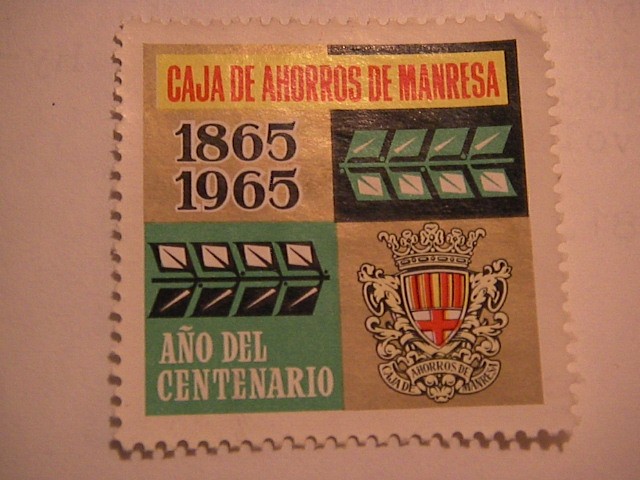 CAJA DE AHORROS DE MANRESA
1865
1965
AÑO DEL
CENTENARIO
CAJA DE AHORROS DE MANRESA